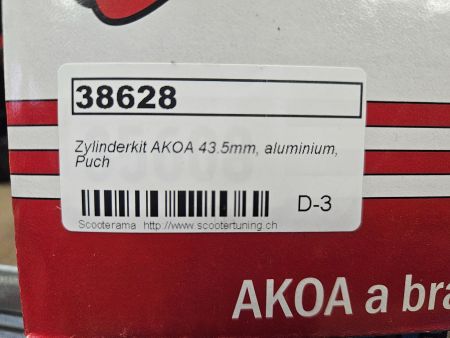 38628
Zylinderkit AKOA 43.5mm, aluminium,
Puch
D-3
Scooterama http://www.scootertuning.ch
AKOA a bra